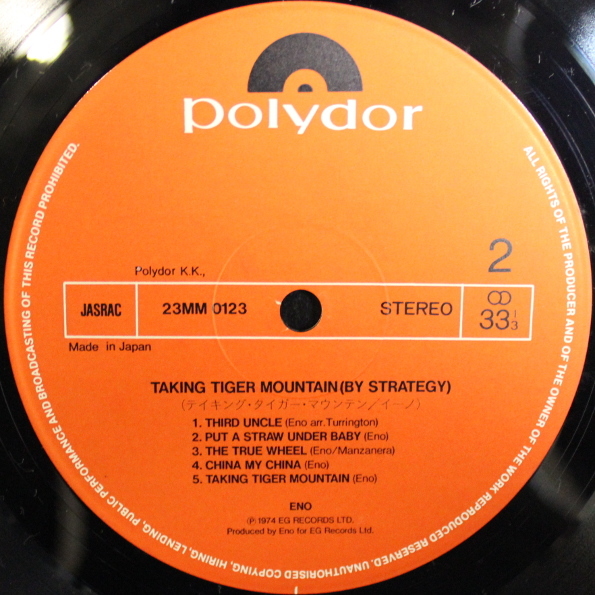 polydor
2
Polydor K.K.,
JASRAC
23MM 0123
STEREO
33 1/3
Made in Japan
TAKING TIGER MOUNTAIN(BY STRATEGY)
(テイキング・タイガー・マウンテン/イーノ)
1. THIRD UNCLE (Eno arr.Turrington)
2. PUT A STRAW UNDER BABY (Eno)
3. THE TRUE WHEEL (Eno/Manzanera)
4. CHINA MY CHINA (Eno)
5. TAKING TIGER MOUNTAIN (Eno)
ENO
Ⓟ1974 EG RECORDS LTD.
Produced by Eno for EG Records Ltd.
ALL RIGHTS OF THE PRODUCER AND OF THE OWNER OF THE WORK REPRODUCED RESERVED. UNAUTHORISED COPYING, HIRING, LENDING, PUBLIC PERFORMANCE AND BROADCASTING OF THIS RECORD PROHIBITED.